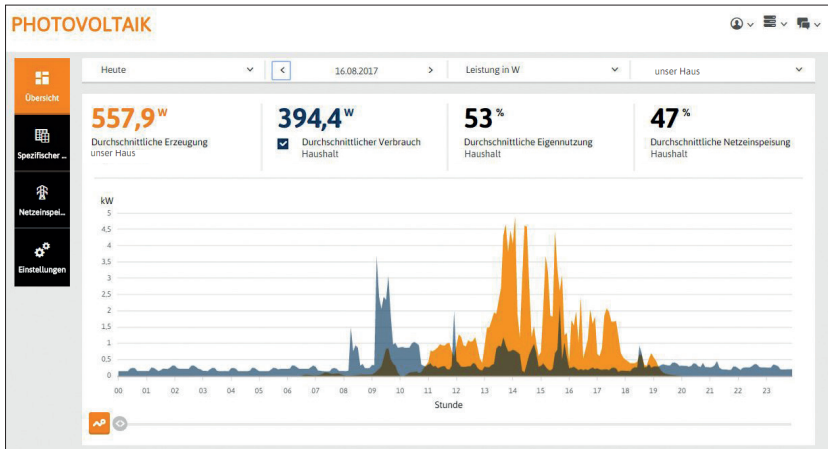 PHOTOVOLTAIK
Übersicht
Spezifischer ...
Netzeinspei...
Einstellungen
Heute
16.08.2017
Leistung in W
unser Haus
557,9 W
Durchschnittliche Erzeugung
unser Haus
394,4 W
Durchschnittlicher Verbrauch
Haushalt
53 %
Durchschnittliche Eigennutzung
Haushalt
47 %
Durchschnittliche Netzeinspeisung
Haushalt
kW
5
4,5
4
3,5
3
2,5
2
1,5
1
0,5
0
00 01 02 03 04 05 06 07 08 09 10 11 12 13 14 15 16 17 18 19 20 21 22 23
Stunde